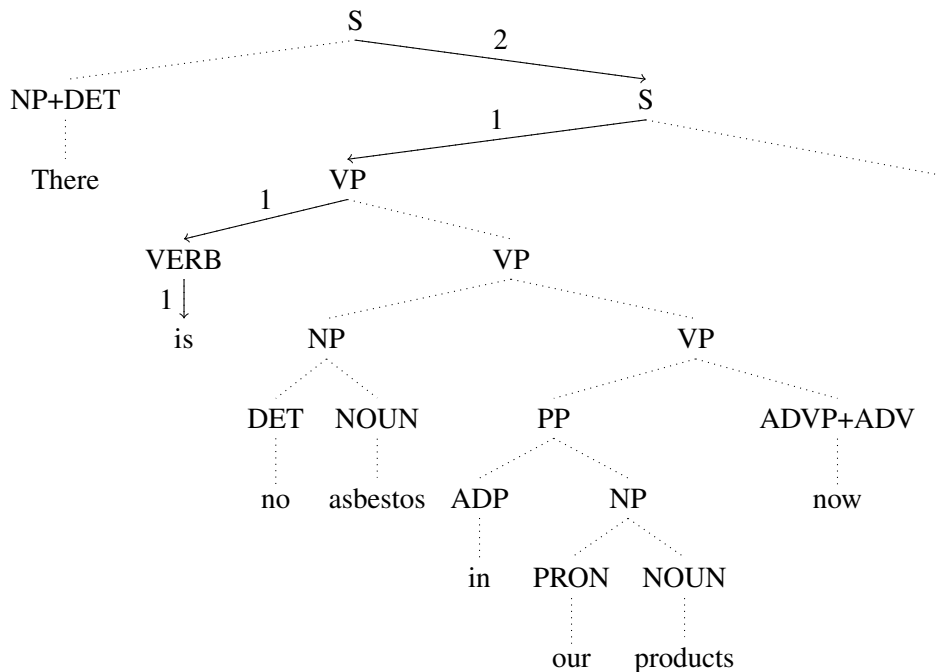 S
2
NP+DET S
1
There VP
1
VERB VP
1
is NP VP
DET NOUN PP ADVP+ADV
no asbestos ADP NP now
in PRON NOUN
our products